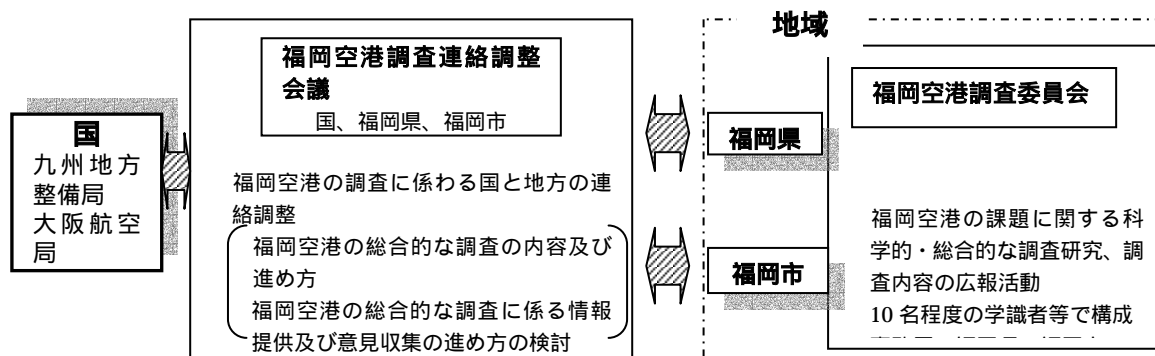 地域
福岡空港調査連絡調整
会議
国、福岡県、福岡市
福岡空港調査委員会
国
九州地方
整備局
大阪航空
局
福岡県
福岡空港の調査に係わる国と地方の連
絡調整
福岡空港の総合的な調査の内容及び
進め方
福岡空港の総合的な調査に係る情報
提供及び意見収集の進め方の検討
福岡市
福岡空港の課題に関する科
学的・総合的な調査研究、調
査内容の広報活動
10 名程度の学識者等で構成